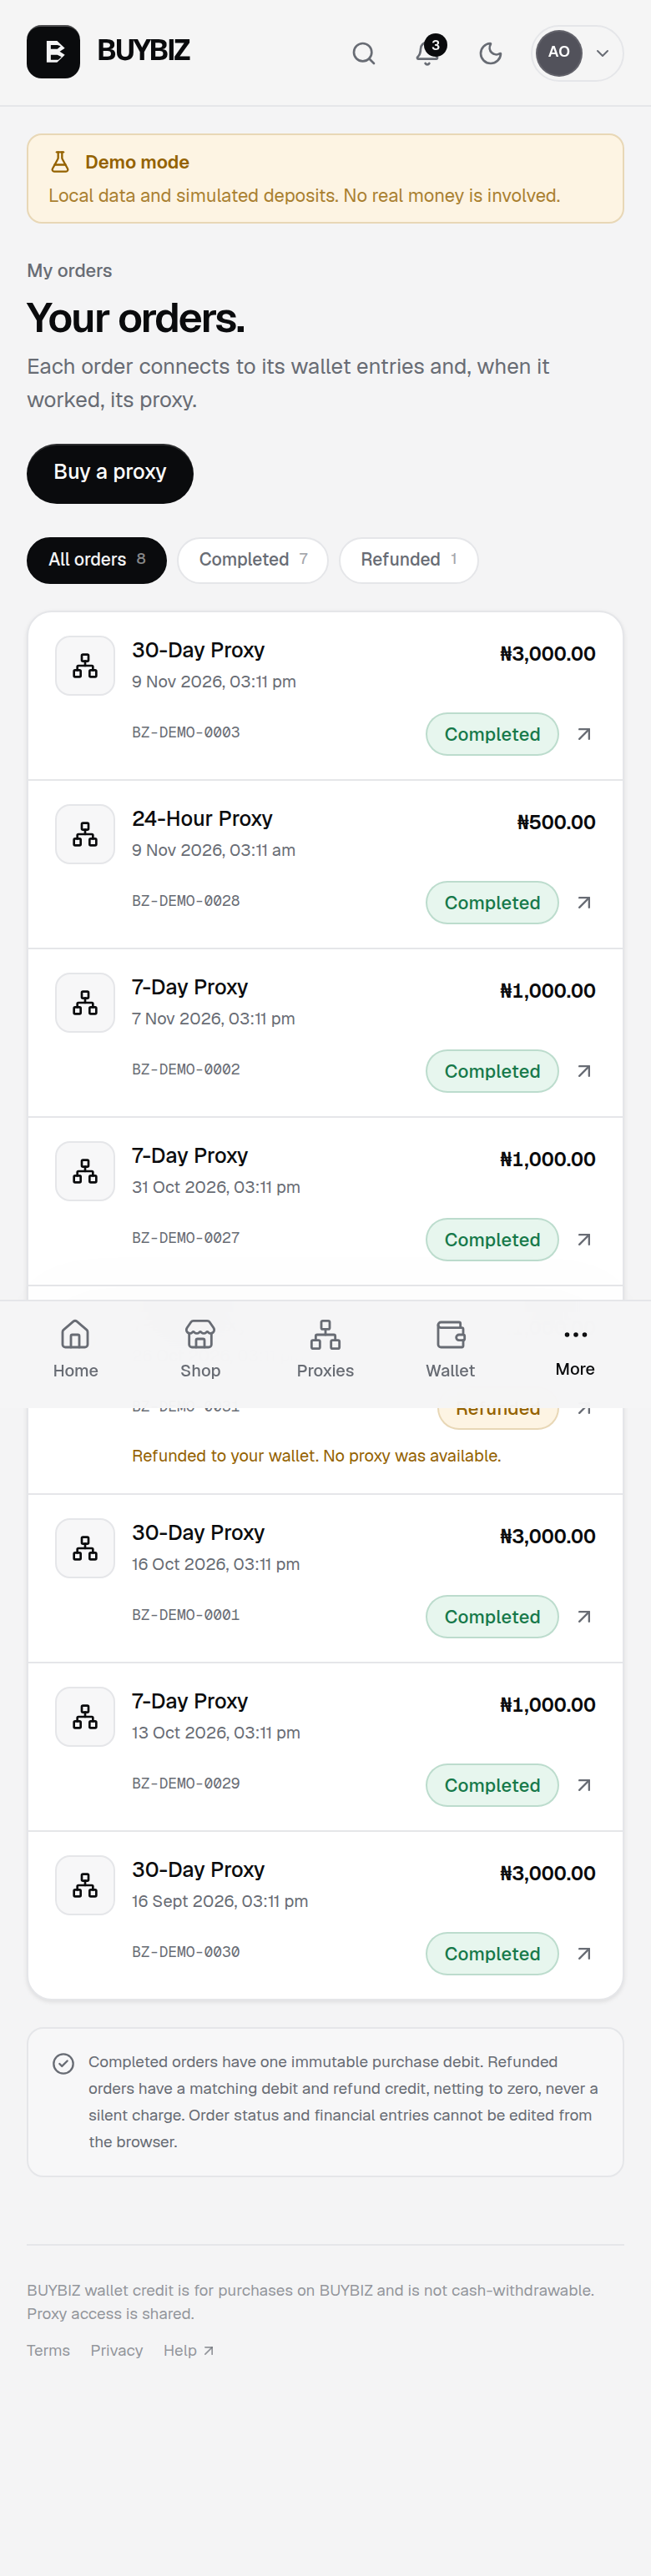 BUYBIZ
3
AO
Demo mode
Local data and simulated deposits. No real money is involved.
My orders
Your orders.
Each order connects to its wallet entries and, when it
worked, its proxy.
Buy a proxy
All orders 8
Completed 7
Refunded 1
30-Day Proxy
₦3,000.00
9 Nov 2026, 03:11 pm
BZ-DEMO-0003
Completed
24-Hour Proxy
₦500.00
9 Nov 2026, 03:11 am
BZ-DEMO-0028
Completed
7-Day Proxy
₦1,000.00
7 Nov 2026, 03:11 pm
BZ-DEMO-0002
Completed
7-Day Proxy
₦1,000.00
31 Oct 2026, 03:11 pm
BZ-DEMO-0027
Completed
Home
Shop
Proxies
Wallet
More
Refunded
Refunded to your wallet. No proxy was available.
30-Day Proxy
₦3,000.00
16 Oct 2026, 03:11 pm
BZ-DEMO-0001
Completed
7-Day Proxy
₦1,000.00
13 Oct 2026, 03:11 pm
BZ-DEMO-0029
Completed
30-Day Proxy
₦3,000.00
16 Sept 2026, 03:11 pm
BZ-DEMO-0030
Completed
Completed orders have one immutable purchase debit. Refunded
orders have a matching debit and refund credit, netting to zero, never a
silent charge. Order status and financial entries cannot be edited from
the browser.
BUYBIZ wallet credit is for purchases on BUYBIZ and is not cash-withdrawable.
Proxy access is shared.
Terms
Privacy
Help